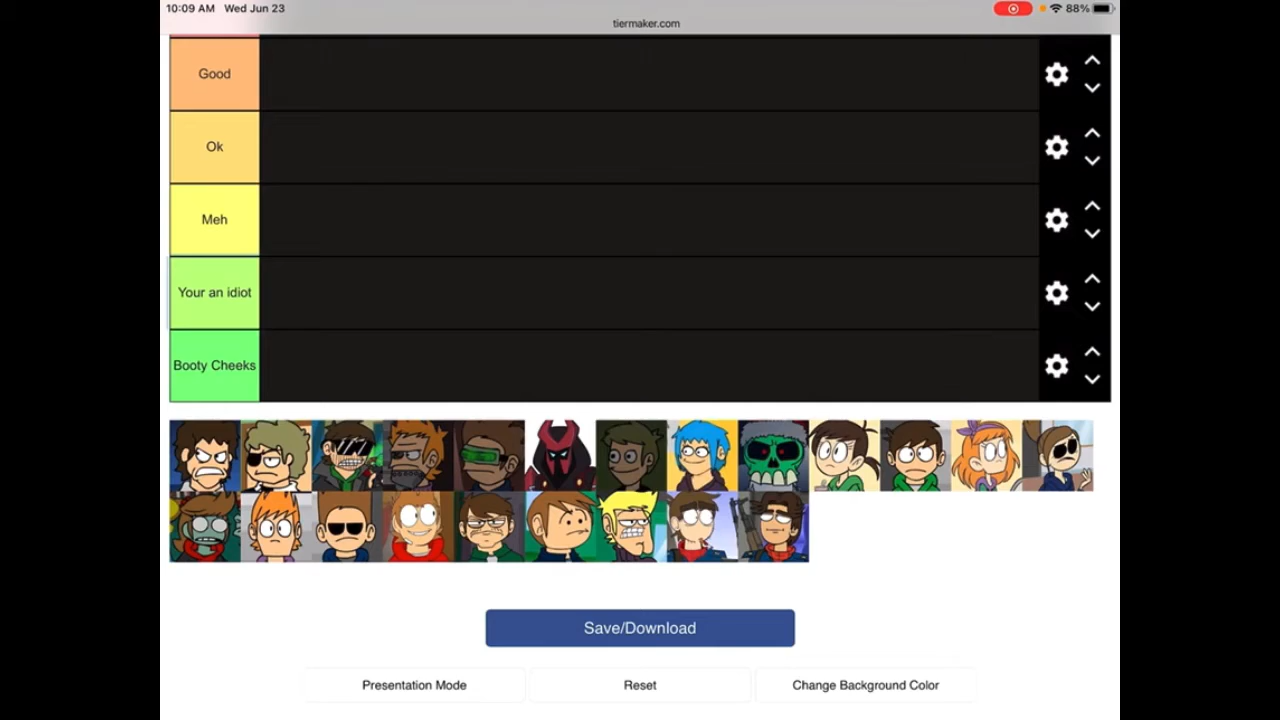 10:09 AM Wed Jun 23
88%
tiermaker.com
Good
Ok
Meh
Your an idiot
Booty Cheeks
Save/Download
Presentation Mode
Reset
Change Background Color